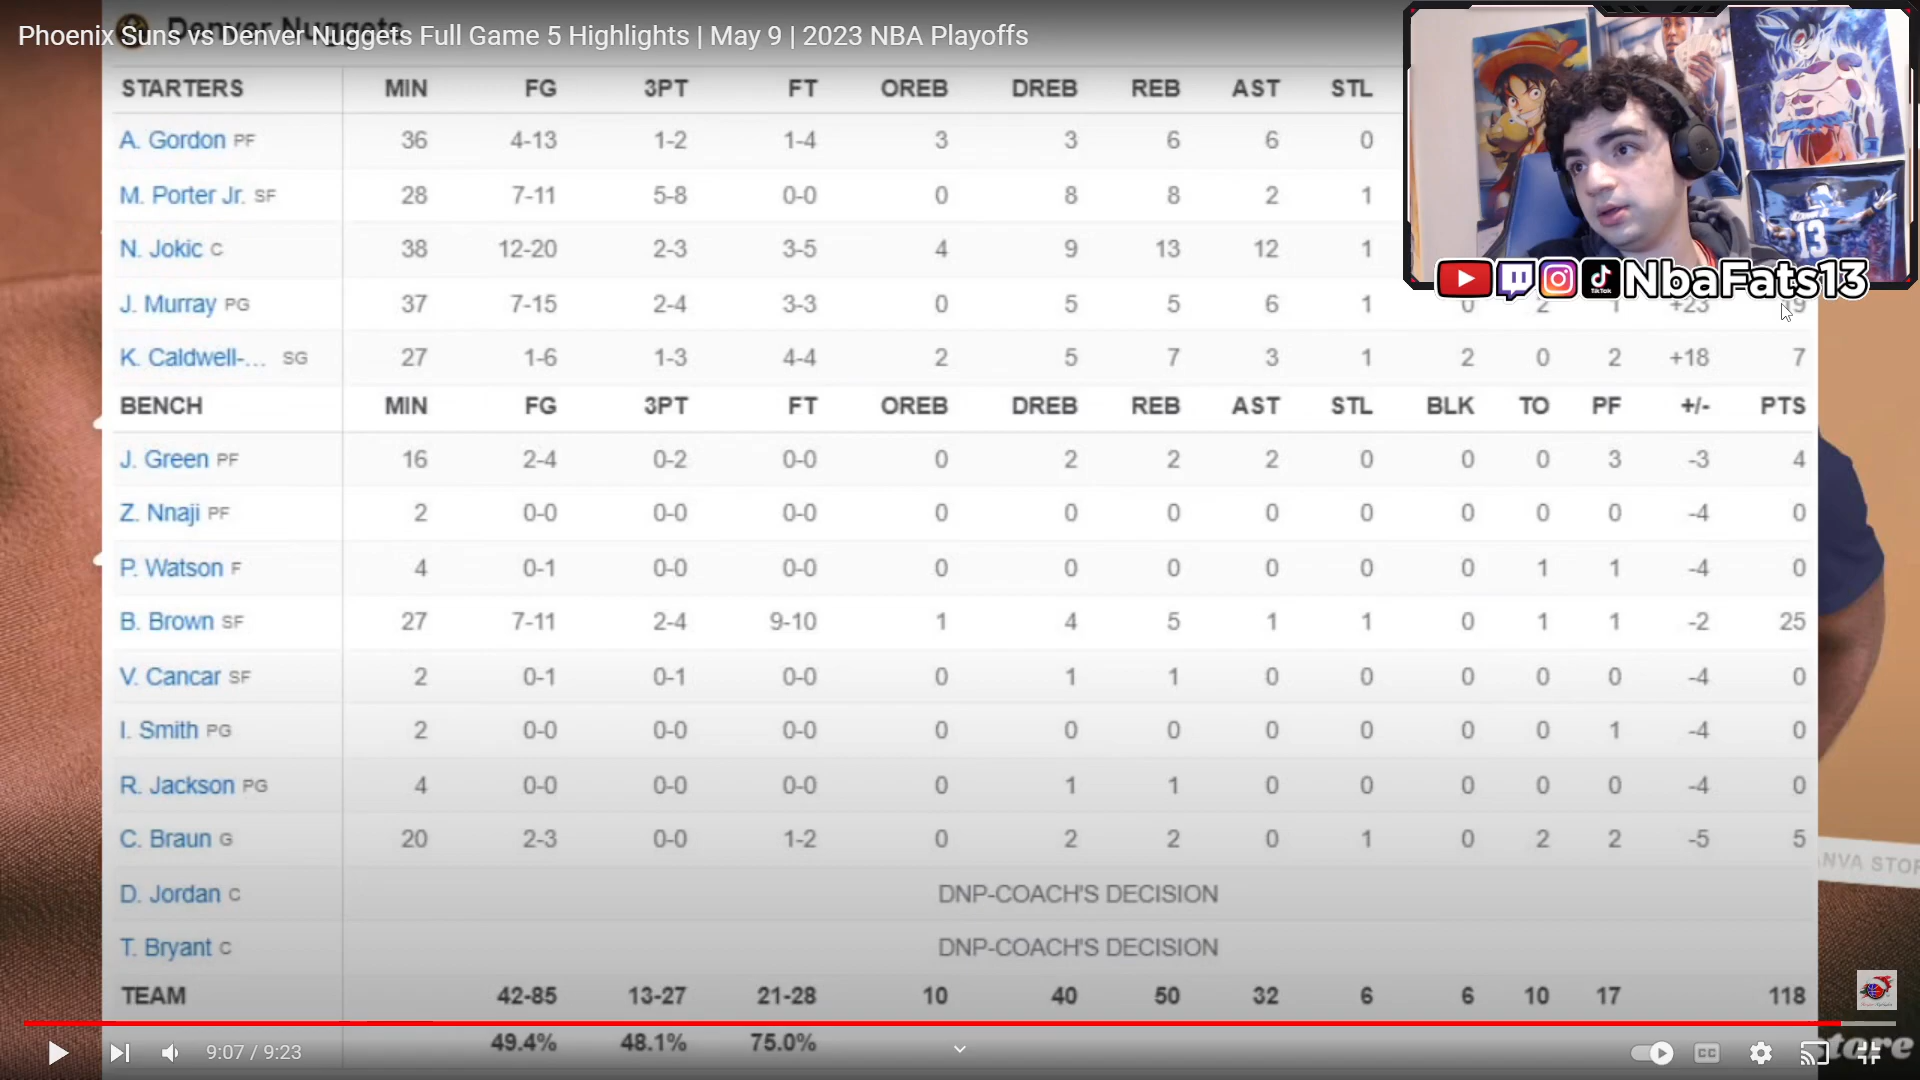 Denver Nuggets
Phoenix Suns vs Denver Nuggets Full Game 5 Highlights | May 9 | 2023 NBA Playoffs
STARTERS MIN FG 3PT FT OREB DREB REB AST STL
A. Gordon PF 36 4-13 1-2 1-4 3 3 6 6 0
M. Porter Jr. SF 28 7-11 5-8 0-0 0 8 8 2 1
N. Jokic C 38 12-20 2-3 3-5 4 9 13 12 1
13
TikTok NbaFats13
J. Murray PG 37 7-15 2-4 3-3 0 5 5 6 1 0 2 1 +23 19
K. Caldwell-... SG 27 1-6 1-3 4-4 2 5 7 3 1 2 0 2 +18 7
BENCH MIN FG 3PT FT OREB DREB REB AST STL BLK TO PF +/- PTS
J. Green PF 16 2-4 0-2 0-0 0 2 2 2 0 0 0 3 -3 4
Z. Nnaji PF 2 0-0 0-0 0-0 0 0 0 0 0 0 0 0 -4 0
P. Watson F 4 0-1 0-0 0-0 0 0 0 0 0 0 1 1 -4 0
B. Brown SF 27 7-11 2-4 9-10 1 4 5 1 1 0 1 1 -2 25
V. Cancar SF 2 0-1 0-1 0-0 0 1 1 0 0 0 0 0 -4 0
I. Smith PG 2 0-0 0-0 0-0 0 0 0 0 0 0 0 1 -4 0
R. Jackson PG 4 0-0 0-0 0-0 0 1 1 0 0 0 0 0 -4 0
C. Braun G 20 2-3 0-0 1-2 0 2 2 0 1 0 2 2 -5 5
NVA STOR
D. Jordan C DNP-COACH'S DECISION
T. Bryant C DNP-COACH'S DECISION
TEAM 42-85 13-27 21-28 10 40 50 32 6 6 10 17 118
49.4% 48.1% 75.0%
9:07 / 9:23 CC store